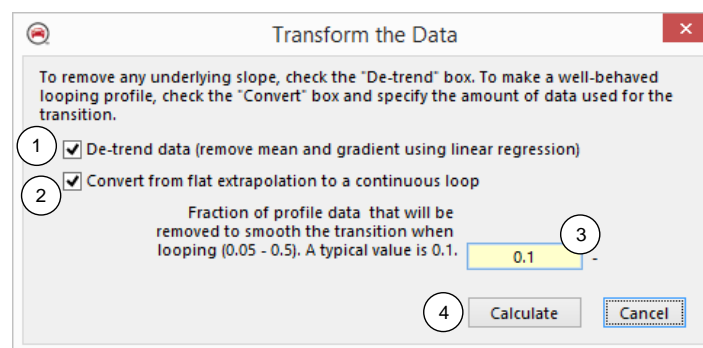 Transform the Data
×
To remove any underlying slope, check the "De-trend" box. To make a well-behaved
looping profile, check the "Convert" box and specify the amount of data used for the
transition.
1 De-trend data (remove mean and gradient using linear regression)
2 Convert from flat extrapolation to a continuous loop
Fraction of profile data that will be
removed to smooth the transition when
looping (0.05 - 0.5). A typical value is 0.1. 0.1 3 -
4 Calculate Cancel